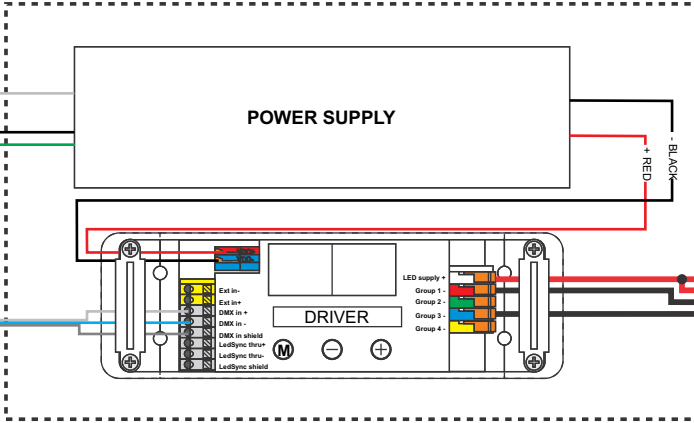 POWER SUPPLY
- BLACK
+ RED
LED supply +
Ext in-
Group 1 -
Ext in+
Group 2 -
DMX in +
Group 3 -
DMX in -
DRIVER
Group 4 -
DMX in shield
LedSync thru+
M
LedSync thru-
LedSync shield